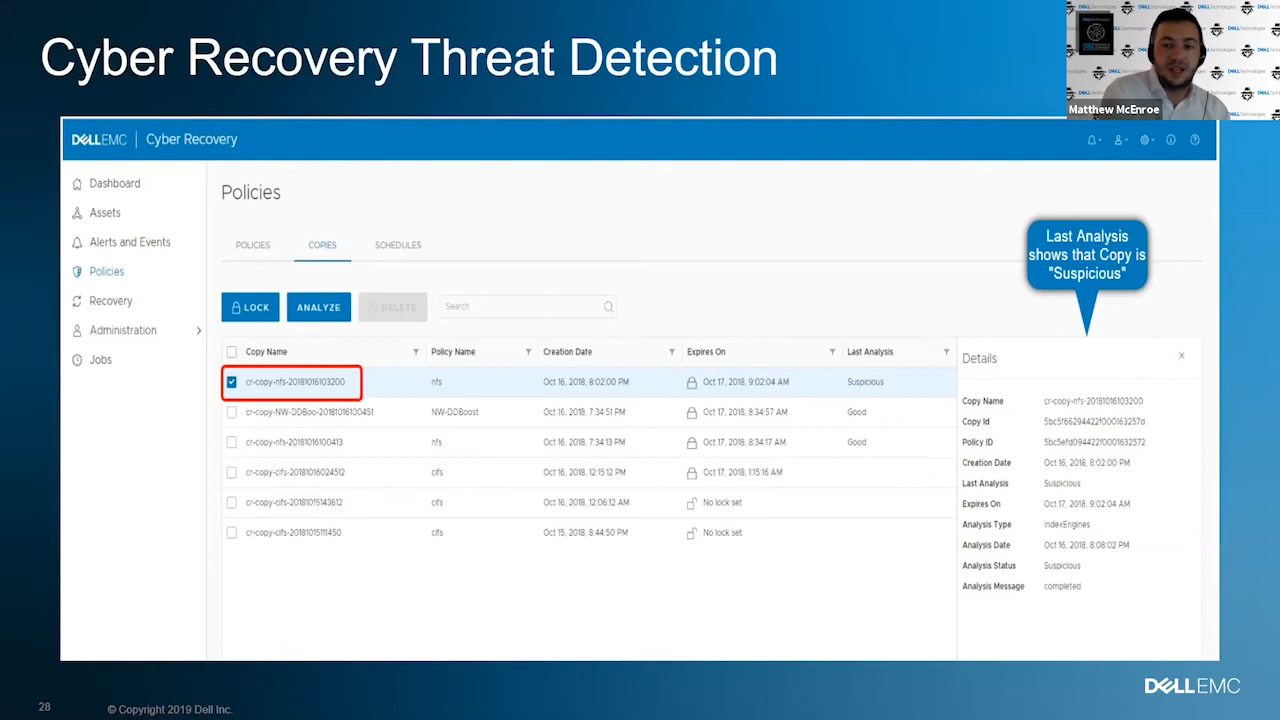 Cyber Recovery Threat Detection
Matthew McEnroe
DELLEMC | Cyber Recovery
Dashboard
Assets
Alerts and Events
Policies
Recovery
Administration
Jobs
Policies
POLICIES COPIES SCHEDULES
LOCK ANALYZE DELETE Search
Last Analysis
shows that Copy is
"Suspicious"
Copy Name Policy Name Creation Date Expires On Last Analysis
cr-copy-nfs-20181016103200 nfs Oct 16, 2018, 8:02:00 PM Oct 17, 2018, 9:02:04 AM Suspicious
cr-copy-NW-DDBoo-20181016100451 NW-DDBoost Oct 16, 2018, 7:34:51 PM Oct 17, 2018, 8:34:57 AM Good
cr-copy-nfs-20181016100413 nfs Oct 16, 2018, 7:34:13 PM Oct 17, 2018, 8:34:17 AM Good
cr-copy-cifs-20181016024512 cifs Oct 16, 2018, 12:15:12 PM Oct 17, 2018, 1:15:16 AM
cr-copy-cifs-20181015143612 cifs Oct 16, 2018, 12:06:12 AM No lock set
cr-copy-cifs-20181015111450 cifs Oct 15, 2018, 8:44:50 PM No lock set
Details
Copy Name cr-copy-nfs-20181016103200
Copy Id 5bc5f66294422f000163257d
Policy ID 5bc5efd094422f0001632572
Creation Date Oct 16, 2018, 8:02:00 PM
Last Analysis Suspicious
Expires On Oct 17, 2018, 9:02:04 AM
Analysis Type indexEngines
Analysis Date Oct 16, 2018, 8:08:02 PM
Analysis Status Suspicious
Analysis Message completed
DELLEMC
28 © Copyright 2019 Dell Inc.